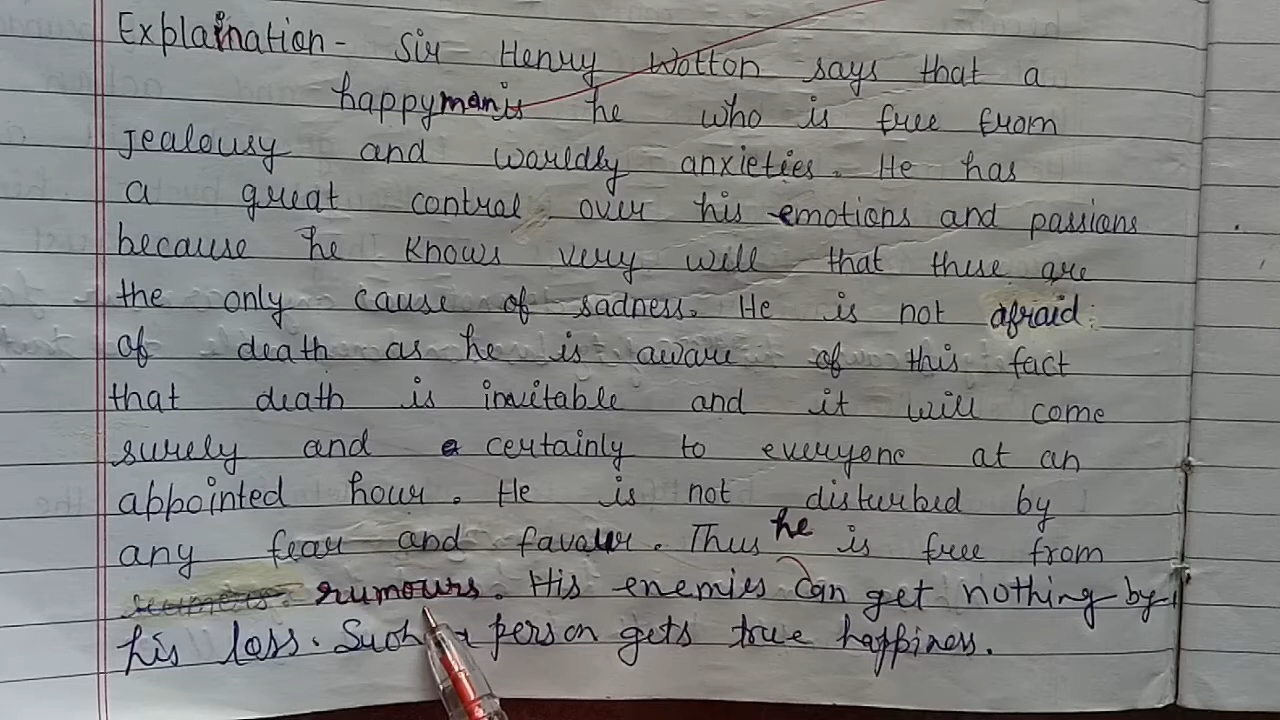 Explaination - Sir Henry Wotton says that a
happy man is he who is free from
Jealousy and worldly anxieties. He has
a great control over his emotions and passions
because he knows very well that these are
the only cause of sadness. He is not afraid
of death as he is aware of this fact
that death is invitable and it will come
surely and certainly to everyone at an
appointed hour. He is not disturbed by
any fear and favour. Thus he is free from
rumours. His enemies can get nothing by
his loss. Such a person gets true happiness.